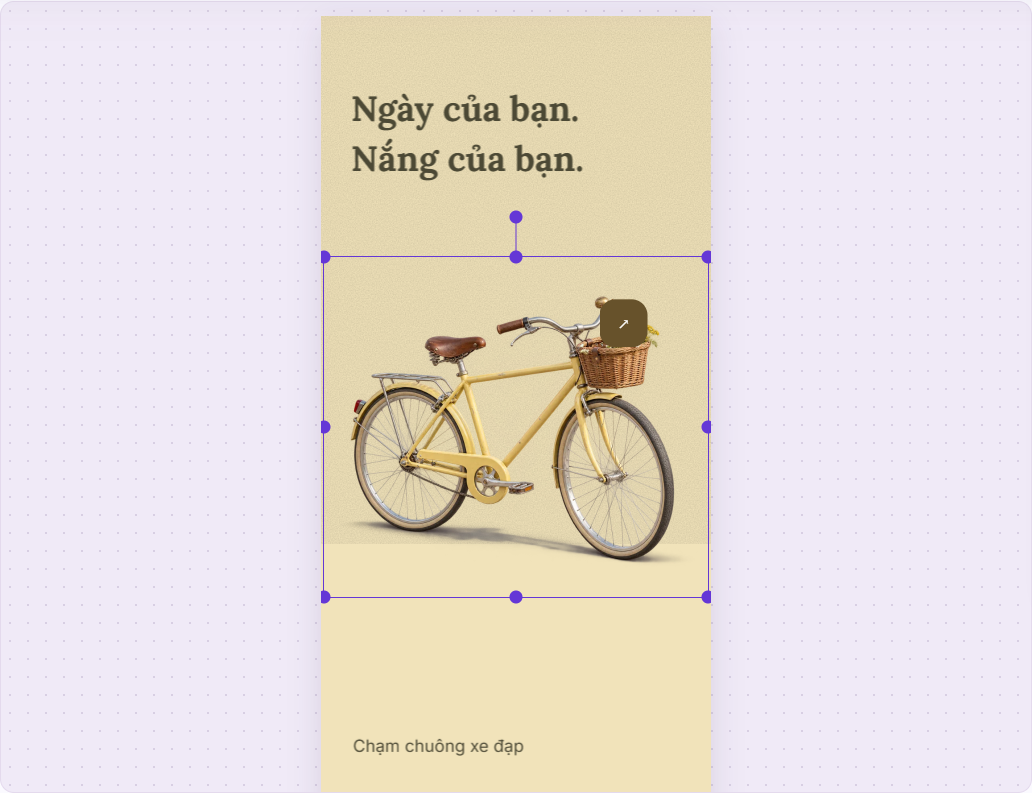 Ngày của bạn.
Nắng của bạn.
Chạm chuông xe đạp